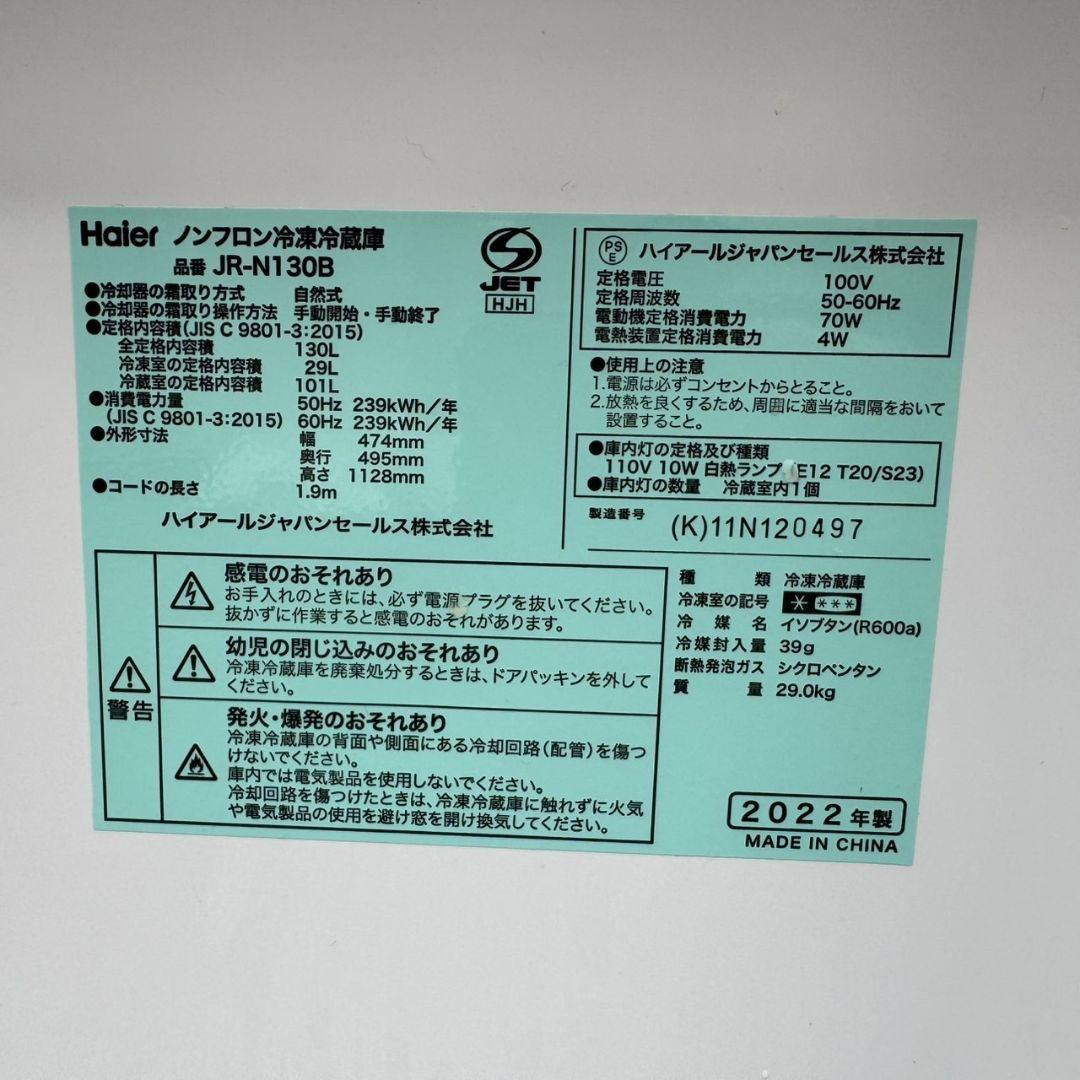 Haier ノンフロン冷凍冷蔵庫
品番 JR-N130B
●冷却器の霜取り方式 自然式
●冷却器の霜取り操作方法 手動開始・手動終了
●定格内容積(JIS C 9801-3:2015)
全定格内容積 130L
冷凍室の定格内容積 29L
冷蔵室の定格内容積 101L
●消費電力量 50Hz 239kWh/年
(JIS C 9801-3:2015) 60Hz 239kWh/年
●外形寸法 幅 474mm
奥行 495mm
高さ 1128mm
●コードの長さ 1.9m
ハイアールジャパンセールス株式会社
JET
HJH
PSE ハイアールジャパンセールス株式会社
定格電圧 100V
定格周波数 50-60Hz
電動機定格消費電力 70W
電熱装置定格消費電力 4W
●使用上の注意
1.電源は必ずコンセントからとること。
2.放熱を良くするため、周囲に適当な間隔をおいて
設置すること。
●庫内灯の定格及び種類
110V 10W 白熱ランプ (E12 T20/S23)
●庫内灯の数量 冷蔵室内1個
製造番号 (K)11N120497
警告
感電のおそれあり
お手入れのときには、必ず電源プラグを抜いてください。
抜かずに作業すると感電のおそれがあります。
幼児の閉じ込みのおそれあり
冷凍冷蔵庫を廃棄処分するときは、ドアパッキンを外して
ください。
発火・爆発のおそれあり
冷凍冷蔵庫の背面や側面にある冷却回路(配管)を傷つ
けないでください。
庫内では電気製品を使用しないでください。
冷却回路を傷つけたときは、冷凍冷蔵庫に触れずに火気
や電気製品の使用を避け窓を開け換気してください。
種類 冷凍冷蔵庫
冷凍室の記号 * ***
冷媒名 イソブタン(R600a)
冷媒封入量 39g
断熱発泡ガス シクロペンタン
質量 29.0kg
2022年製
MADE IN CHINA